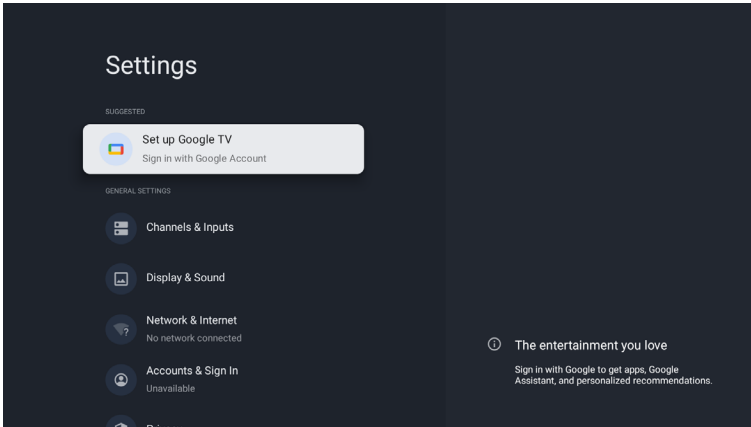 Settings
SUGGESTED
Set up Google TV
Sign in with Google Account
GENERAL SETTINGS
Channels & Inputs
Display & Sound
Network & Internet
No network connected
Accounts & Sign In
Unavailable
The entertainment you love
Sign in with Google to get apps, Google
Assistant, and personalized recommendations.